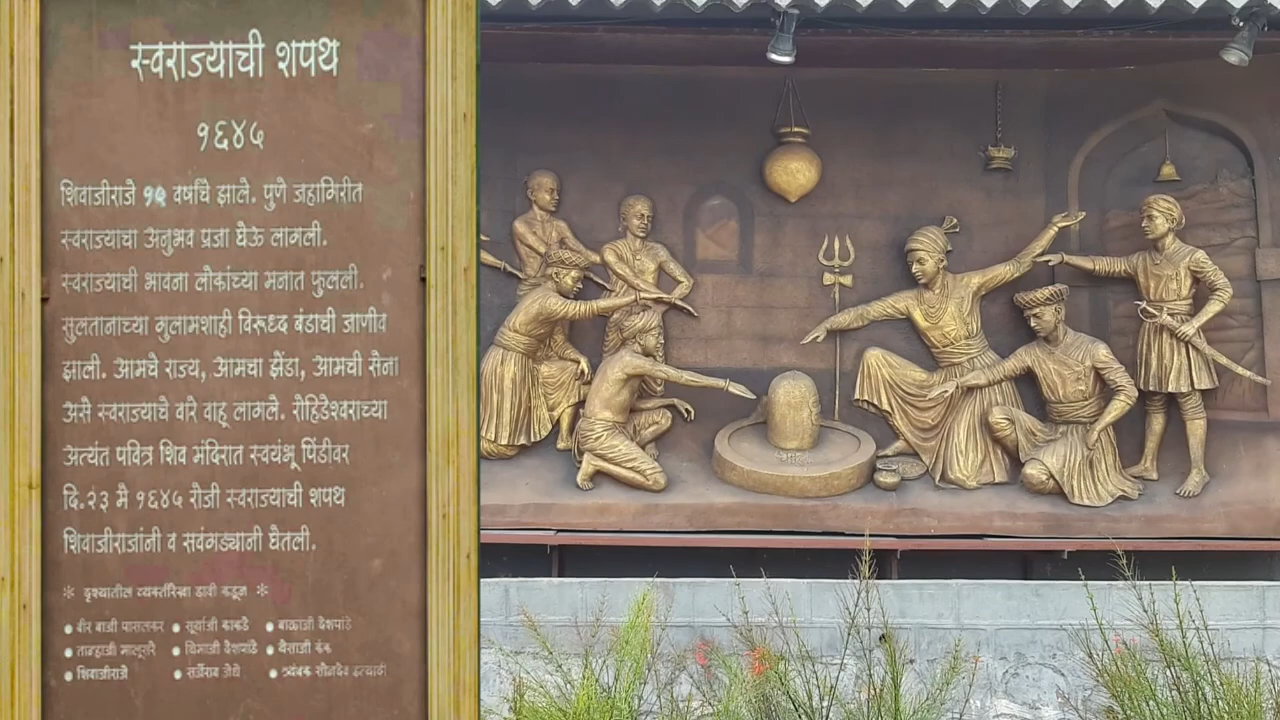 स्वराज्याची शपथ
१६४५
शिवाजीराजे १५ वर्षांचे झाले. पुणे जहागिरीत
स्वराज्याचा अनुभव प्रजा घेऊ लागली.
स्वराज्याची भावना लोकांच्या मनात फुलली.
सुलतानाच्या गुलामशाही विरूध्द बंडाची जाणीव
झाली. आमचे राज्य, आमचा झेंडा, आमची सेना
असे स्वराज्याचे वारे वाहू लागले. रोहिडेश्वराच्या
अत्यंत पवित्र शिव मंदिरात स्वयंभू पिंडीवर
दि.२३ मे १६४५ रोजी स्वराज्याची शपथ
शिवाजीराजांनी व सवंगड्यानी घेतली.
* दृश्यातील व्यक्तीरेखा डावी कडून *
• वीर बाजी पासलकर • सूर्याजी काकडे • बाळाजी देशपांडे
• तान्हाजी मालूसरे • चिमाजी देशपांडे • येसाजी कंक
• शिवाजीराजे • सर्जेराव जेधे • त्र्यंबक सोनदेव इत्यादी